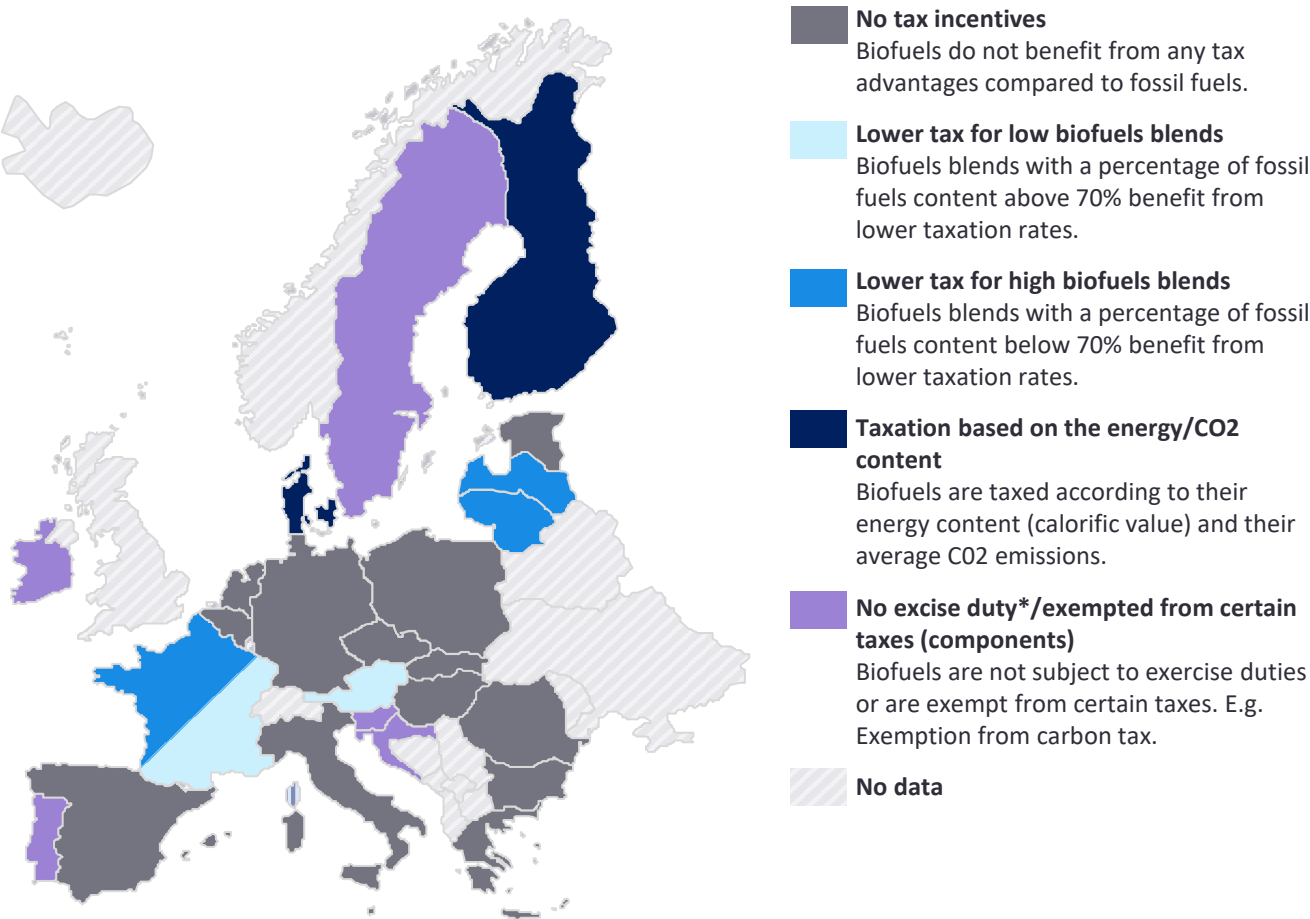 No tax incentives
Biofuels do not benefit from any tax
advantages compared to fossil fuels.
Lower tax for low biofuels blends
Biofuels blends with a percentage of fossil
fuels content above 70% benefit from
lower taxation rates.
Lower tax for high biofuels blends
Biofuels blends with a percentage of fossil
fuels content below 70% benefit from
lower taxation rates.
Taxation based on the energy/CO2
content
Biofuels are taxed according to their
energy content (calorific value) and their
average C02 emissions.
No excise duty*/exempted from certain
taxes (components)
Biofuels are not subject to exercise duties
or are exempt from certain taxes. E.g.
Exemption from carbon tax.
No data